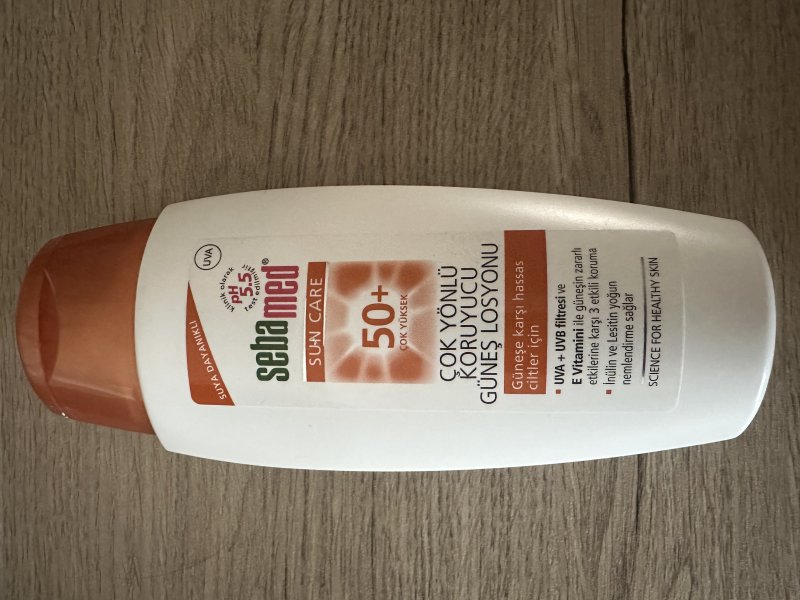 SUYA DAYANIKLI
UVA
klinik olarak
pH
5.5
test edilmiştir
sebamed®
SUN CARE
50+
ÇOK YÜKSEK
ÇOK YÖNLÜ
KORUYUCU
GÜNEŞ LOSYONU
Güneşe karşı hassas
ciltler için
▪ UVA + UVB filtresi ve
E Vitamini ile güneşin zararlı
etkilerine karşı 3 etkili koruma
▪ İnülin ve Lesitin yoğun
nemlendirme sağlar
SCIENCE FOR HEALTHY SKIN